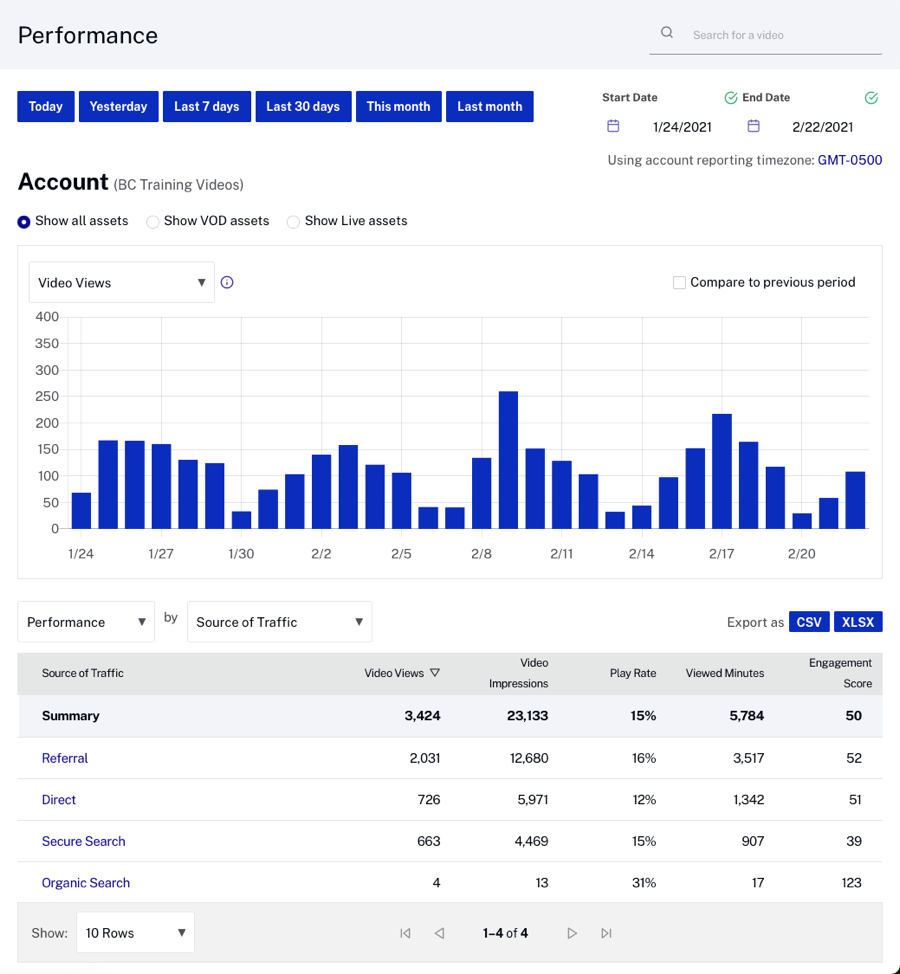 Performance
Search for a video
Today Yesterday Last 7 days Last 30 days This month Last month
Start Date End Date
1/24/2021 2/22/2021
Using account reporting timezone: GMT-0500
Account (BC Training Videos)
Show all assets Show VOD assets Show Live assets
Video Views Compare to previous period
400
350
300
250
200
150
100
50
0
1/24 1/27 1/30 2/2 2/5 2/8 2/11 2/14 2/17 2/20
Performance by Source of Traffic Export as CSV XLSX
Source of Traffic Video Views Video Impressions Play Rate Viewed Minutes Engagement Score
Summary 3,424 23,133 15% 5,784 50
Referral 2,031 12,680 16% 3,517 52
Direct 726 5,971 12% 1,342 51
Secure Search 663 4,469 15% 907 39
Organic Search 4 13 31% 17 123
Show: 10 Rows 1–4 of 4